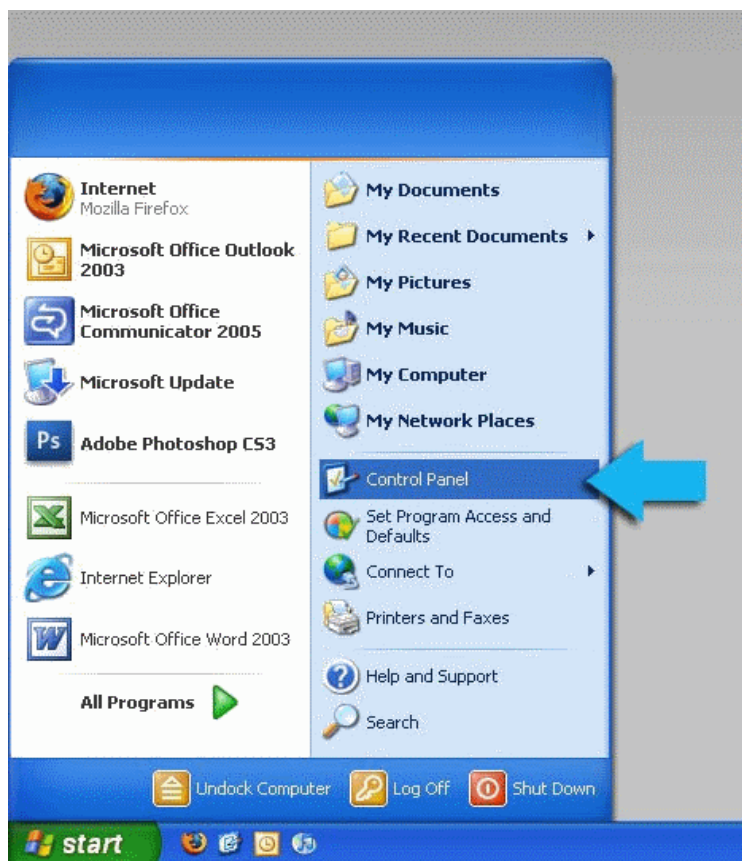 Internet
Mozilla Firefox
Microsoft Office Outlook
2003
Microsoft Office
Communicator 2005
Microsoft Update
Ps
Adobe Photoshop CS3
Microsoft Office Excel 2003
Internet Explorer
W
Microsoft Office Word 2003
All Programs
My Documents
My Recent Documents
My Pictures
My Music
My Computer
My Network Places
Control Panel
Set Program Access and
Defaults
Connect To
Printers and Faxes
Help and Support
Search
Undock Computer
Log Off
Shut Down
start